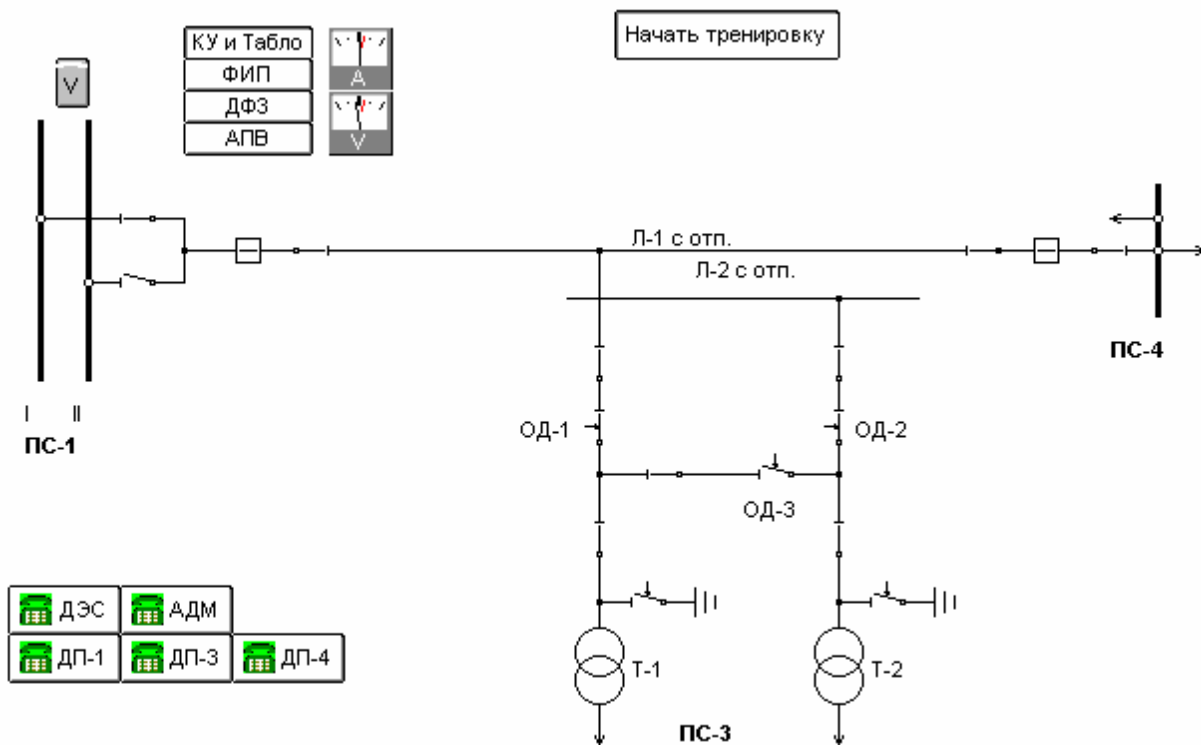 Начать тренировку
КУ и Табло
ФИП
ДФЗ
АПВ
V
A
V
Л-1 с отп.
Л-2 с отп.
ПС-4
I II
ПС-1
ОД-1
ОД-2
ОД-3
ДЭС АДМ
ДП-1 ДП-3 ДП-4
Т-1
Т-2
ПС-3